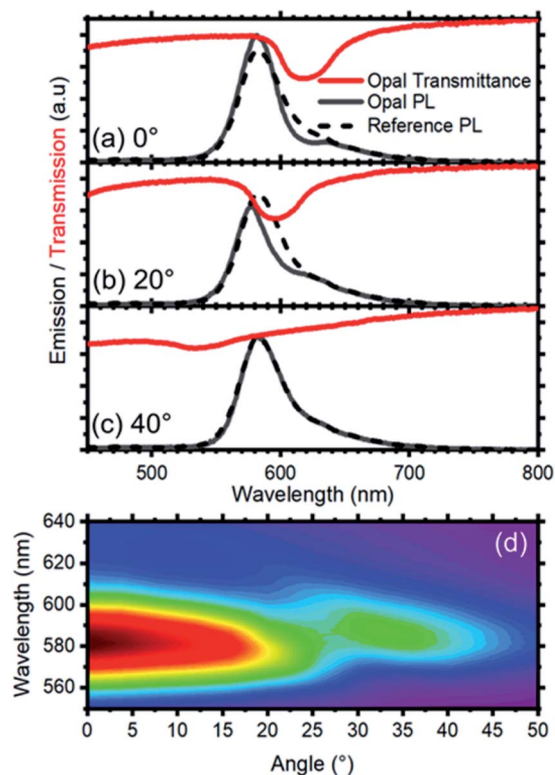 Opal Transmittance
Opal PL
Reference PL
(a) 0°
(b) 20°
(c) 40°
Emission / Transmission (a.u)
500 600 700 800
Wavelength (nm)
640
(d)
620
600
580
560
Wavelength (nm)
0 5 10 15 20 25 30 35 40 45 50
Angle (°)